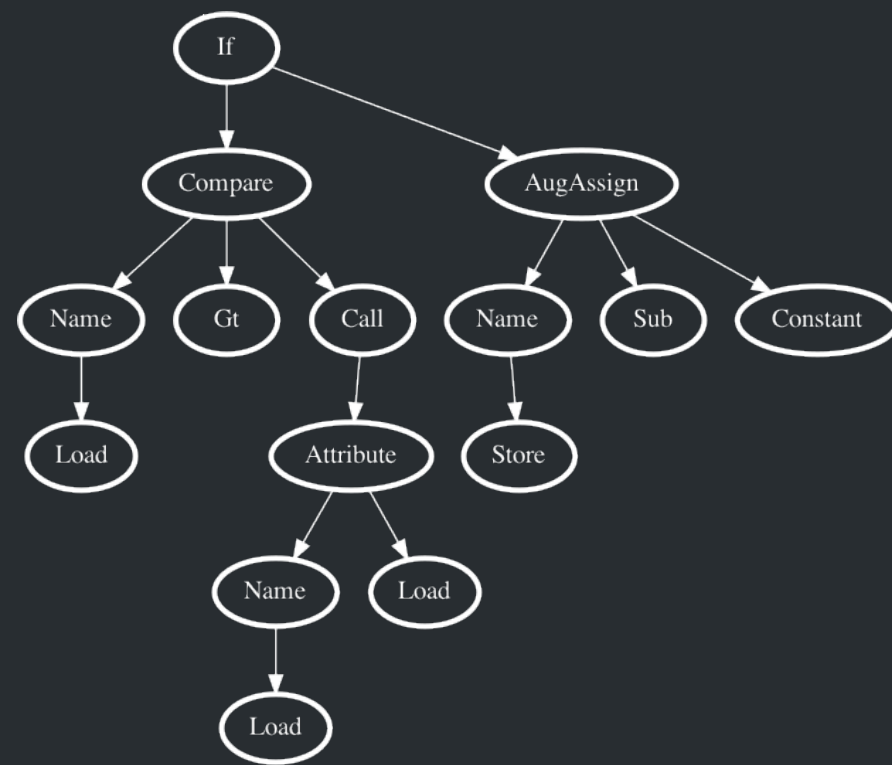 If
Compare
AugAssign
Name
Gt
Call
Name
Sub
Constant
Load
Attribute
Store
Name
Load
Load